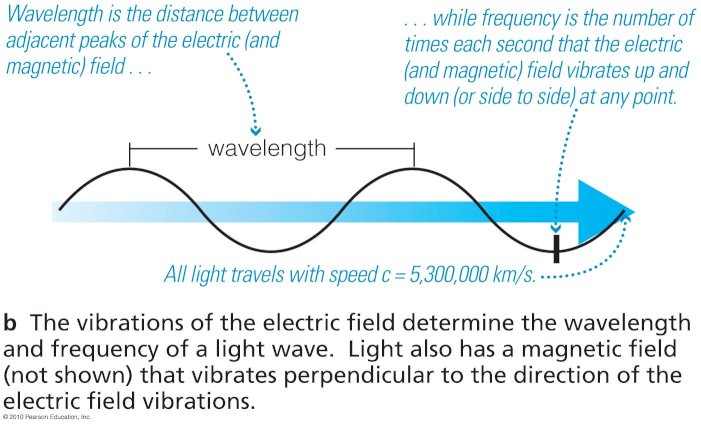 Wavelength is the distance between
adjacent peaks of the electric (and
magnetic) field . . .
. . . while frequency is the number of
times each second that the electric
(and magnetic) field vibrates up and
down (or side to side) at any point.
wavelength
All light travels with speed c = 5,300,000 km/s.
b The vibrations of the electric field determine the wavelength
and frequency of a light wave. Light also has a magnetic field
(not shown) that vibrates perpendicular to the direction of the
electric field vibrations.
© 2010 Pearson Education, Inc.